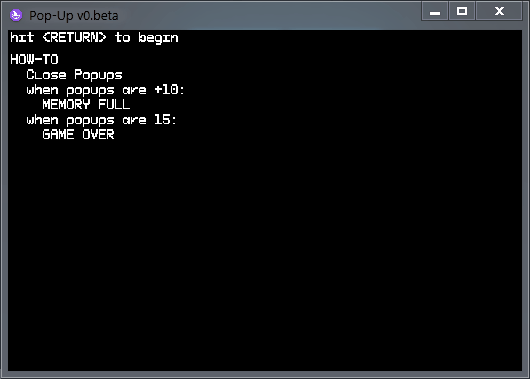 Pop-Up v0.beta
hit <RETURN> to begin
HOW-TO
Close Popups
when popups are +10:
MEMORY FULL
when popups are 15:
GAME OVER